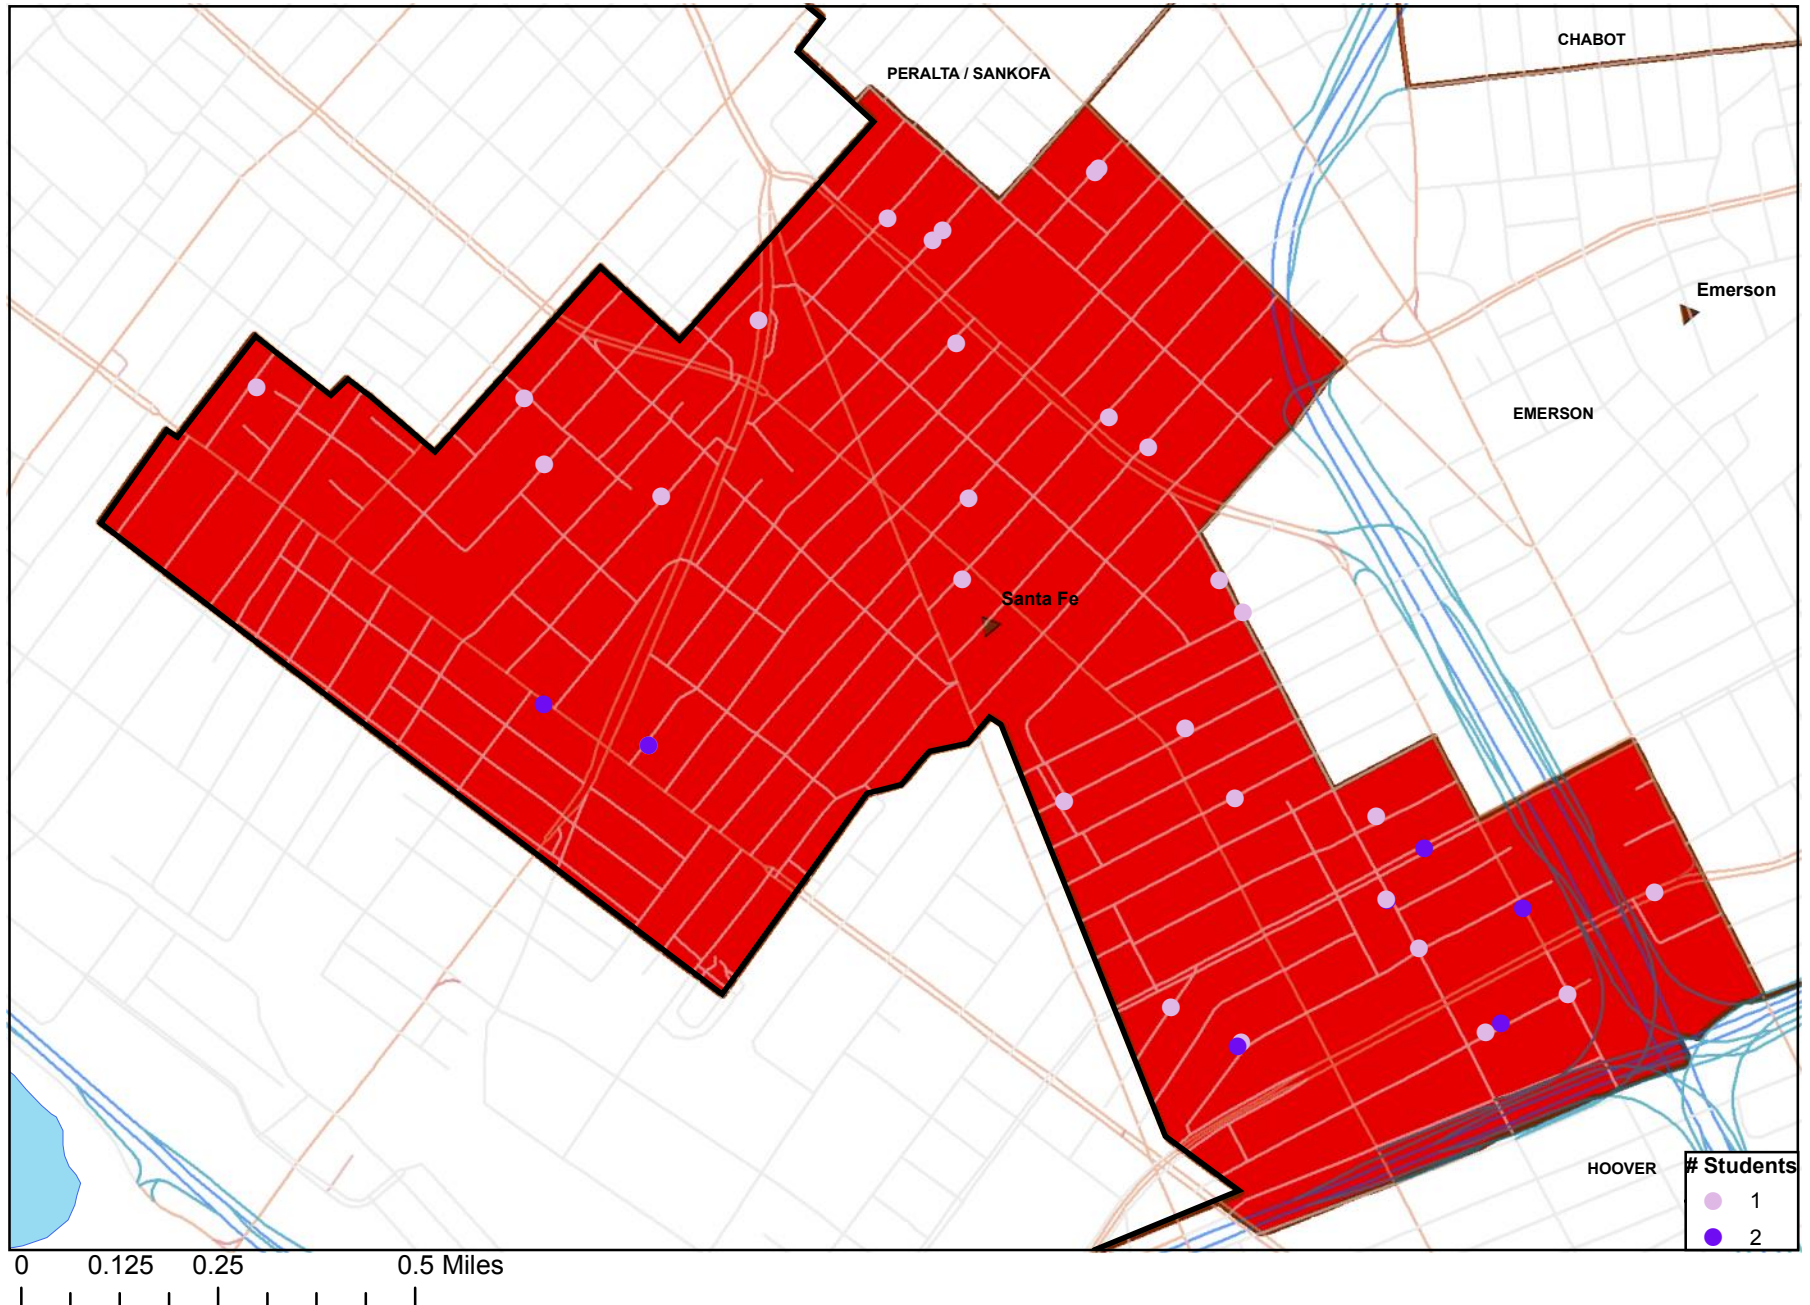 CHABOT
PERALTA / SANKOFA
Emerson
EMERSON
Santa Fe
HOOVER
# Students
1
2
0 0.125 0.25 0.5 Miles